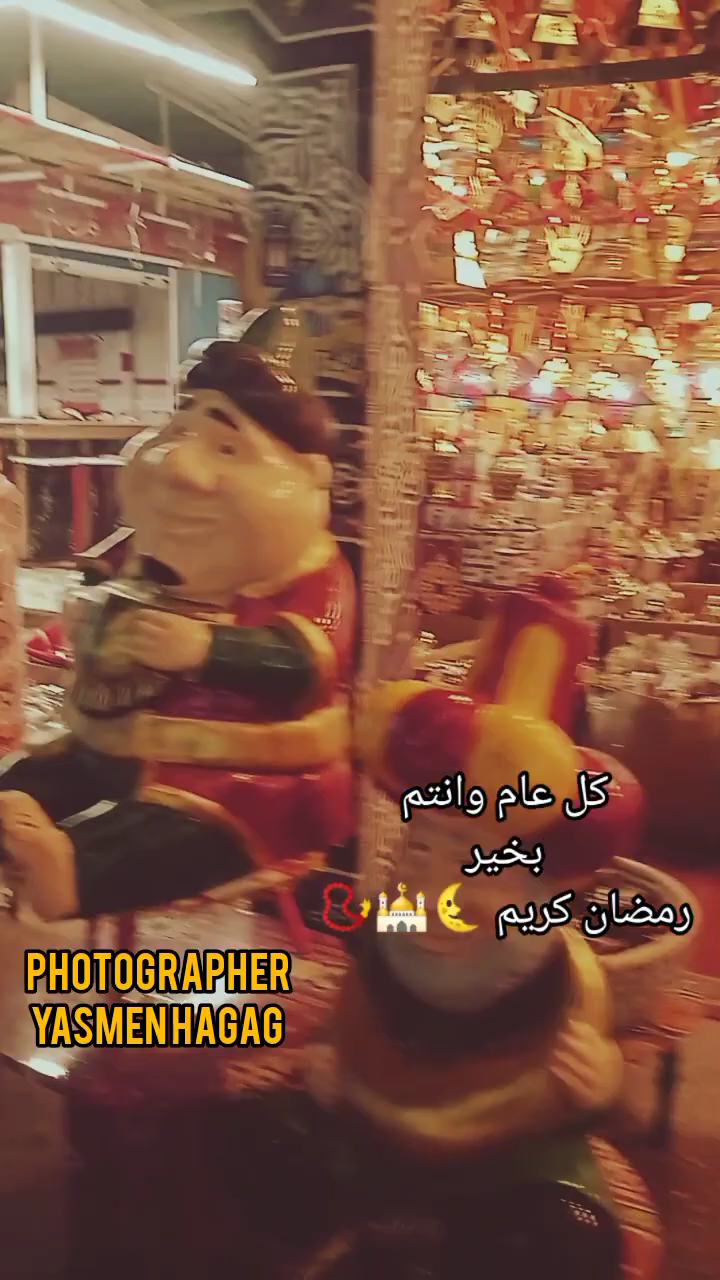 كل عام وانتم
بخير
رمضان كريم 🌜🕌📿
PHOTOGRAPHER
YASMEN HAGAG